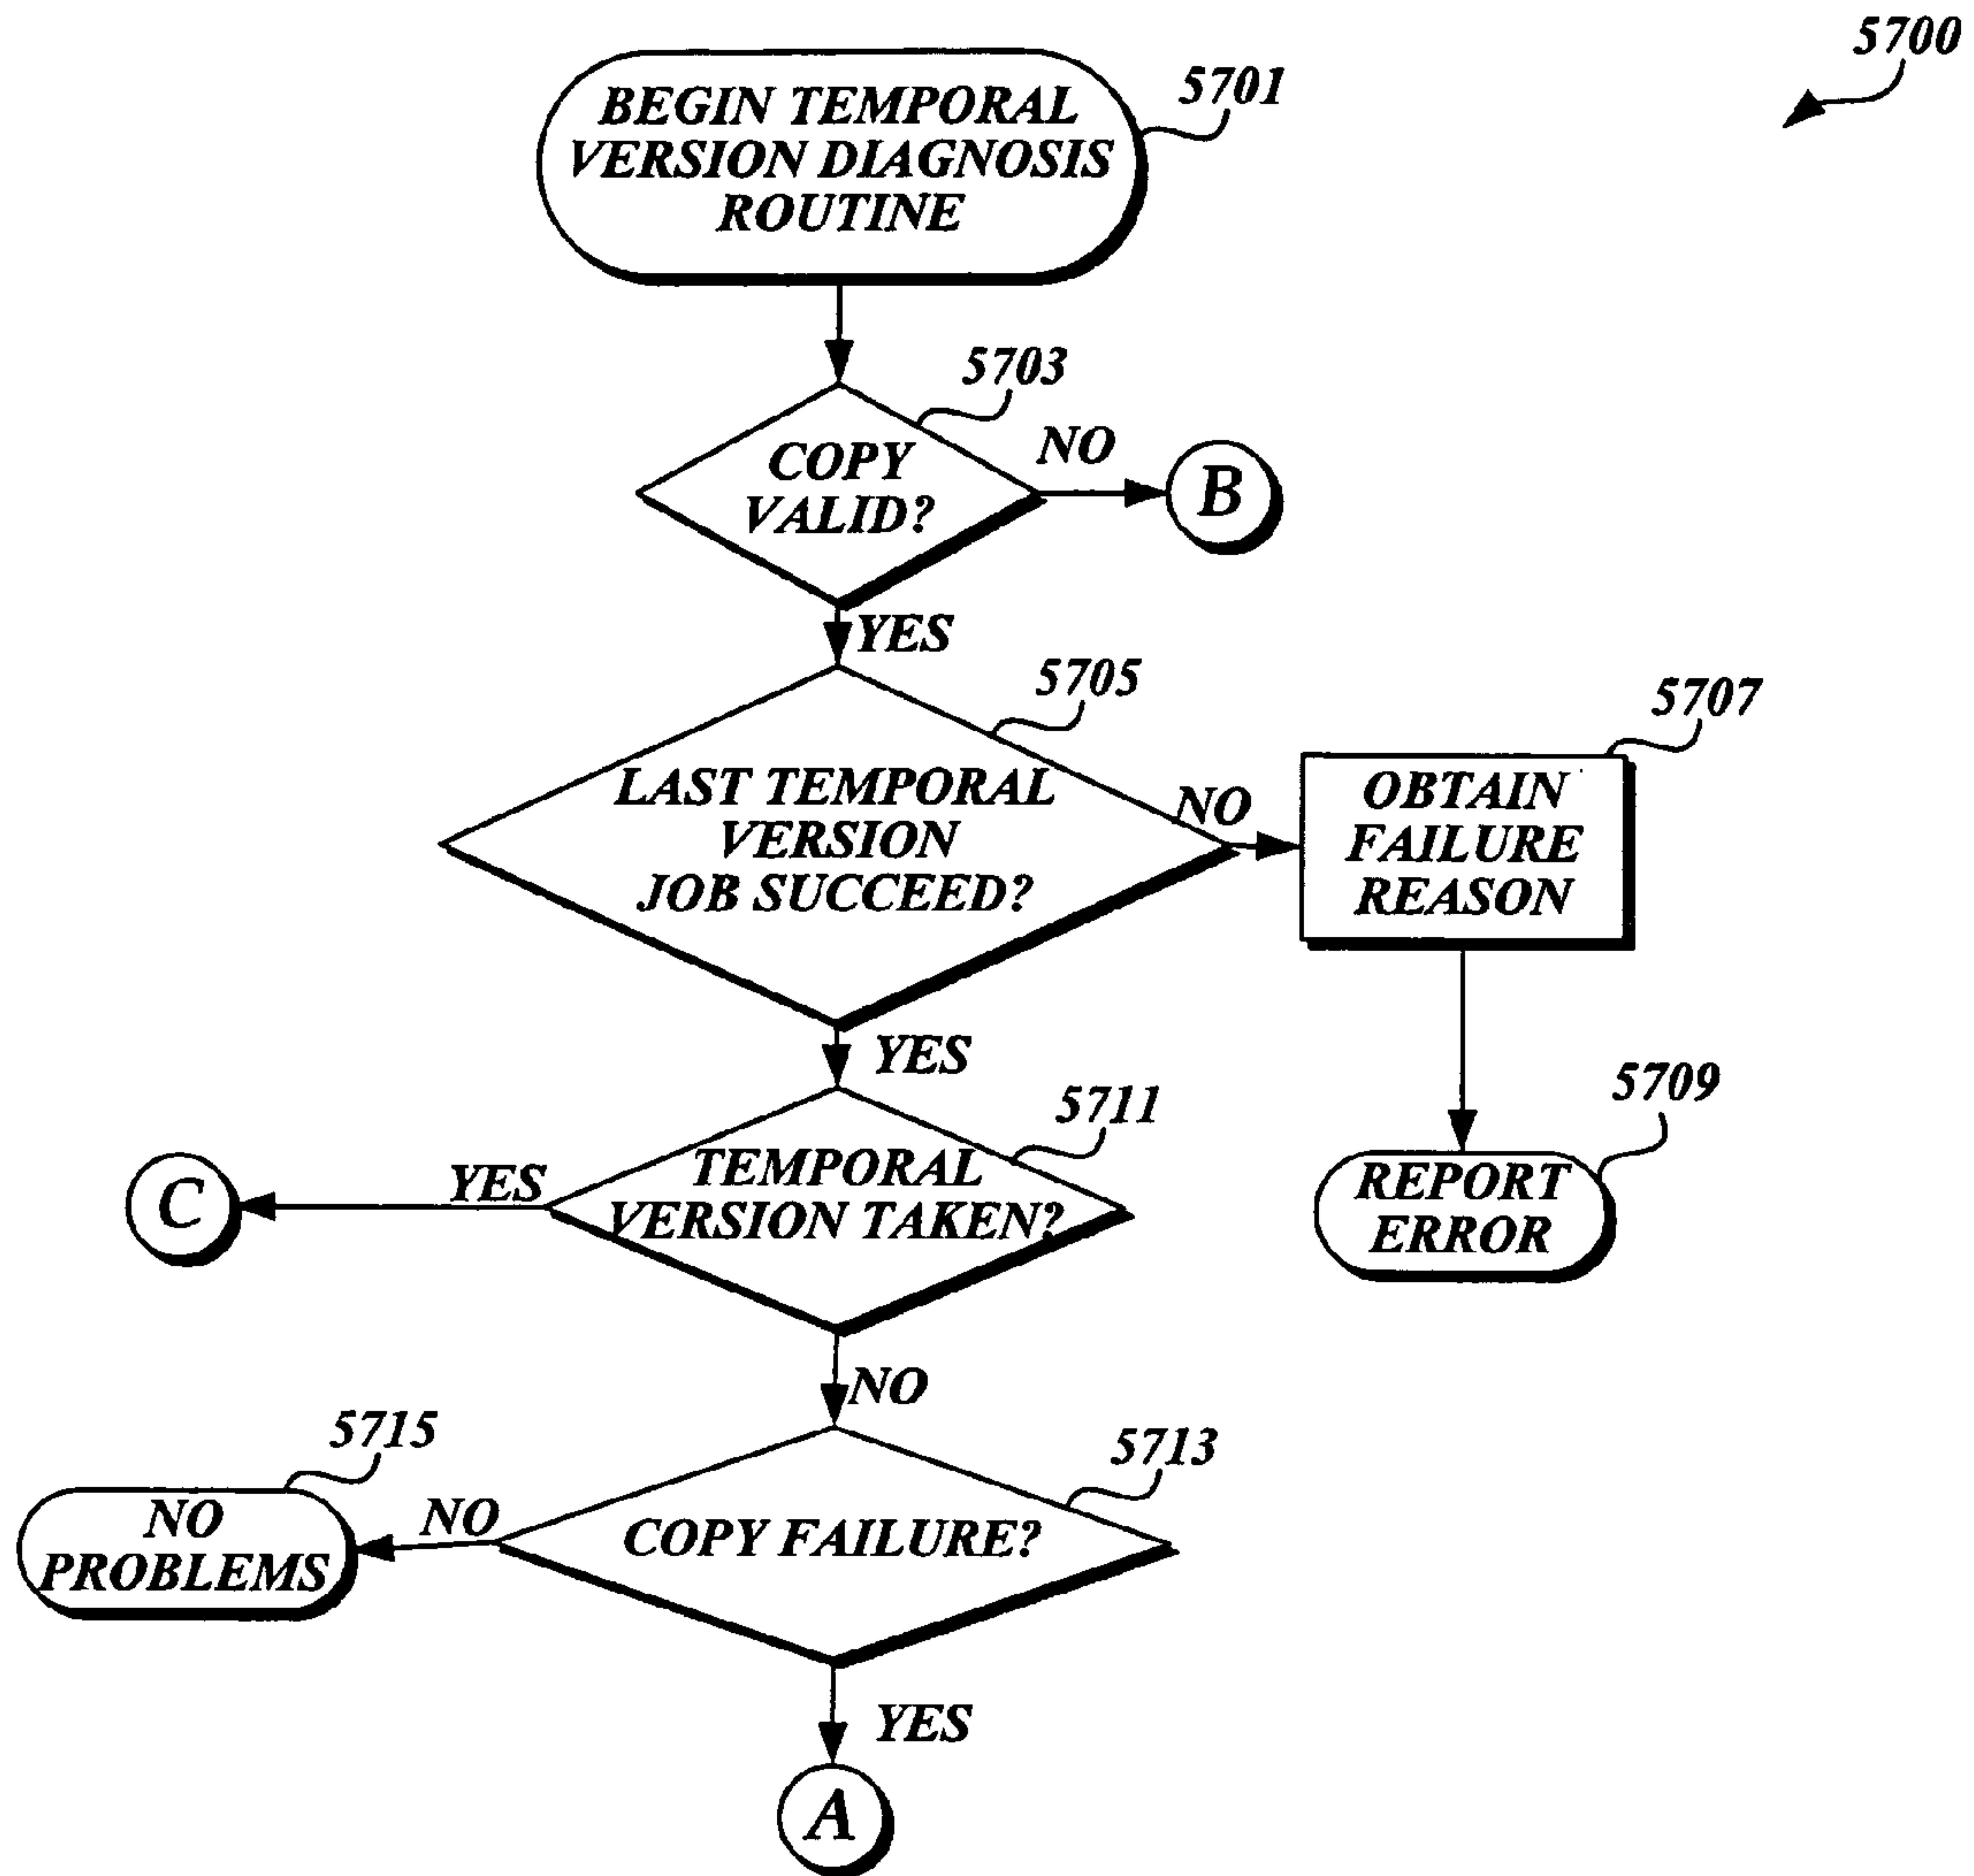 5700
5701
BEGIN TEMPORAL
VERSION DIAGNOSIS
ROUTINE
5703
COPY
VALID?
NO
B
YES
5705
LAST TEMPORAL
VERSION
JOB SUCCEED?
NO
5707
OBTAIN
FAILURE
REASON
YES
5709
REPORT
ERROR
5711
TEMPORAL
VERSION TAKEN?
YES
C
NO
5713
COPY FAILURE?
NO
5715
NO
PROBLEMS
YES
A